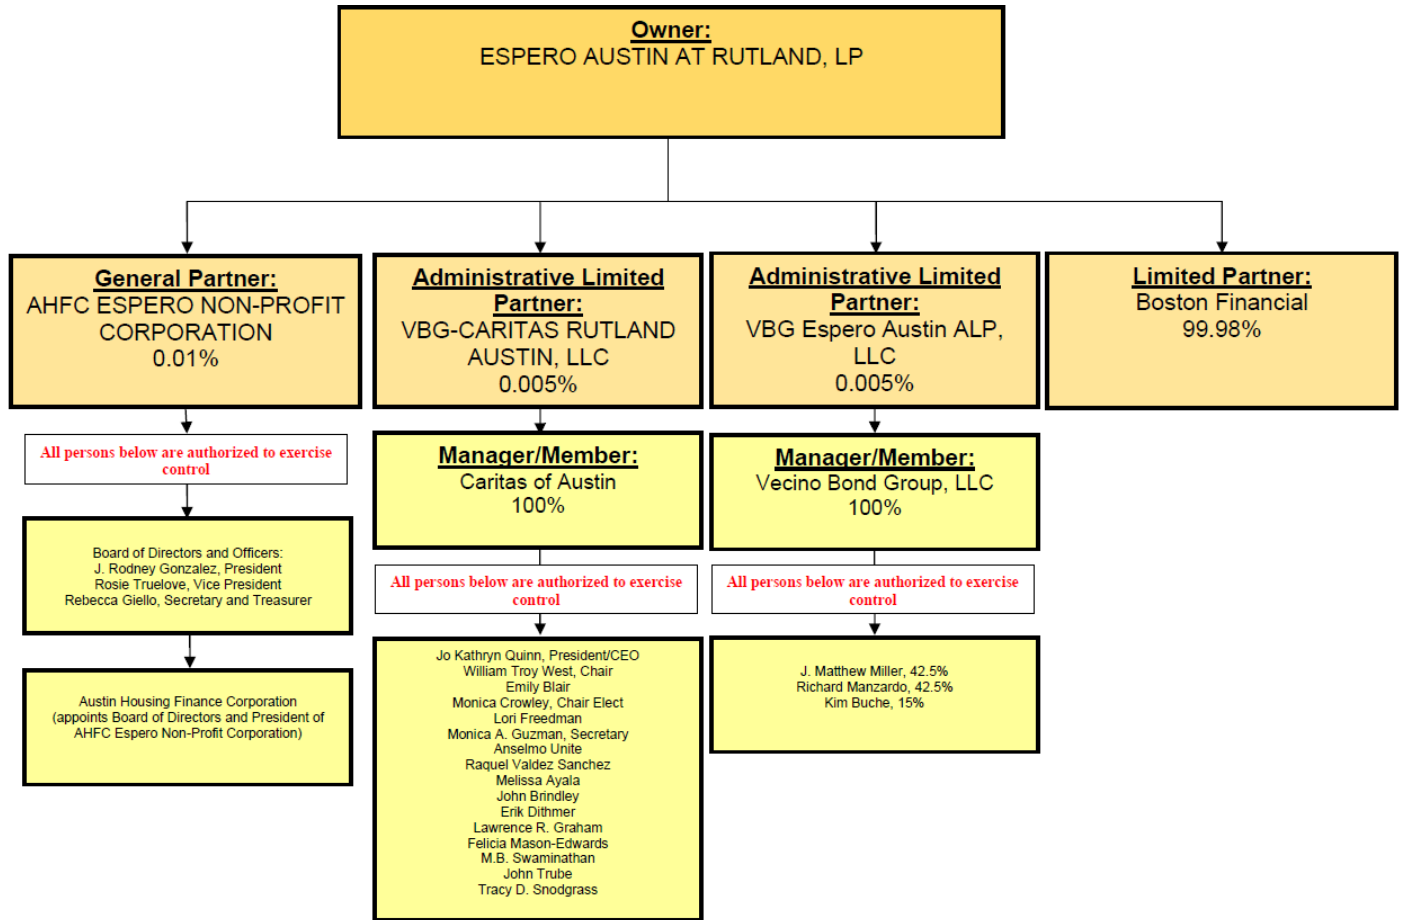 Owner:
ESPERO AUSTIN AT RUTLAND, LP
General Partner:
AHFC ESPERO NON-PROFIT
CORPORATION
0.01%
Administrative Limited
Partner:
VBG-CARITAS RUTLAND
AUSTIN, LLC
0.005%
Administrative Limited
Partner:
VBG Espero Austin ALP,
LLC
0.005%
Limited Partner:
Boston Financial
99.98%
All persons below are authorized to exercise
control
Board of Directors and Officers:
J. Rodney Gonzalez, President
Rosie Truelove, Vice President
Rebecca Giello, Secretary and Treasurer
Austin Housing Finance Corporation
(appoints Board of Directors and President of
AHFC Espero Non-Profit Corporation)
Manager/Member:
Caritas of Austin
100%
All persons below are authorized to exercise
control
Jo Kathryn Quinn, President/CEO
William Troy West, Chair
Emily Blair
Monica Crowley, Chair Elect
Lori Freedman
Monica A. Guzman, Secretary
Anselmo Unite
Raquel Valdez Sanchez
Melissa Ayala
John Brindley
Erik Dithmer
Lawrence R. Graham
Felicia Mason-Edwards
M.B. Swaminathan
John Trube
Tracy D. Snodgrass
Manager/Member:
Vecino Bond Group, LLC
100%
All persons below are authorized to exercise
control
J. Matthew Miller, 42.5%
Richard Manzardo, 42.5%
Kim Buche, 15%